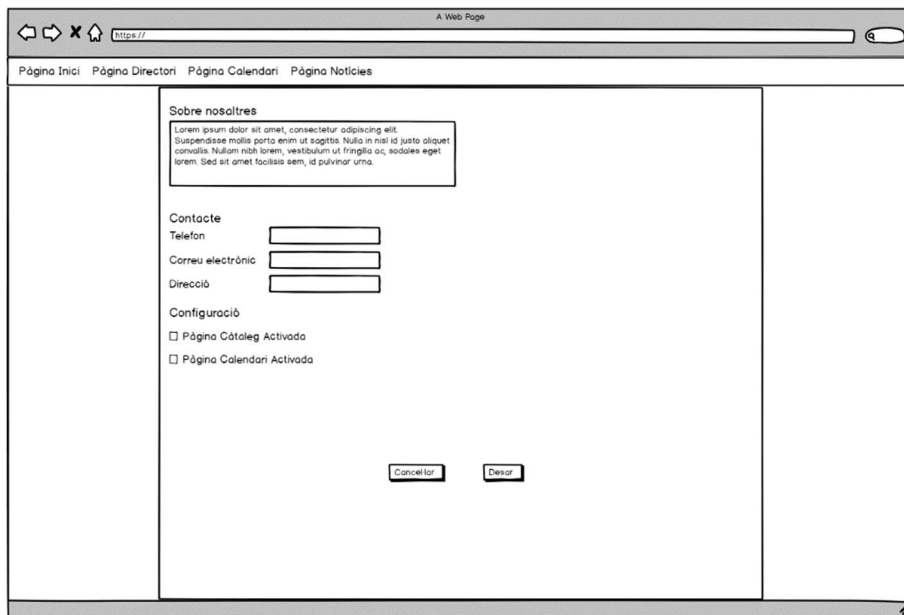 A Web Page
https://
Pàgina Inici Pàgina Directori Pàgina Calendari Pàgina Notícies
Sobre nosaltres
Lorem ipsum dolor sit amet, consectetur adipiscing elit.
Suspendisse mollis porta enim ut sagittis. Nulla in nisl id justo aliquet
convallis. Nullam nibh lorem, vestibulum ut fringilla ac, sodales eget
lorem. Sed sit amet facilisis sem, id pulvinar urna.
Contacte
Telefon
Correu electrònic
Direcció
Configuració
Pàgina Càtaleg Activada
Pàgina Calendari Activada
Cancel·lar Desar